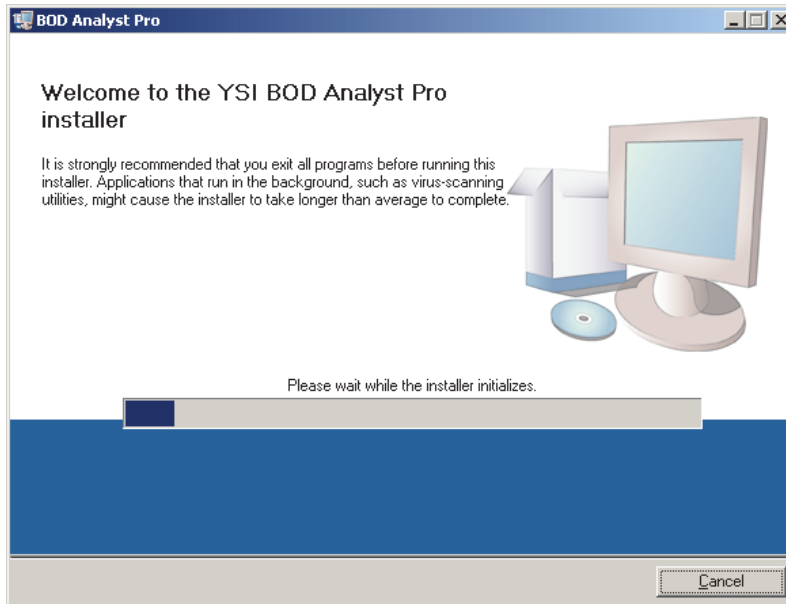 BOD Analyst Pro
Welcome to the YSI BOD Analyst Pro
installer
It is strongly recommended that you exit all programs before running this
installer. Applications that run in the background, such as virus-scanning
utilities, might cause the installer to take longer than average to complete.
Please wait while the installer initializes.
Cancel